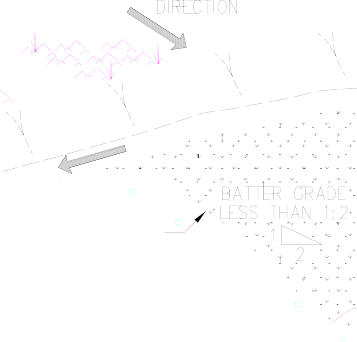 DIRECTION
BATTER GRADE
LESS THAN 1:2
1
2